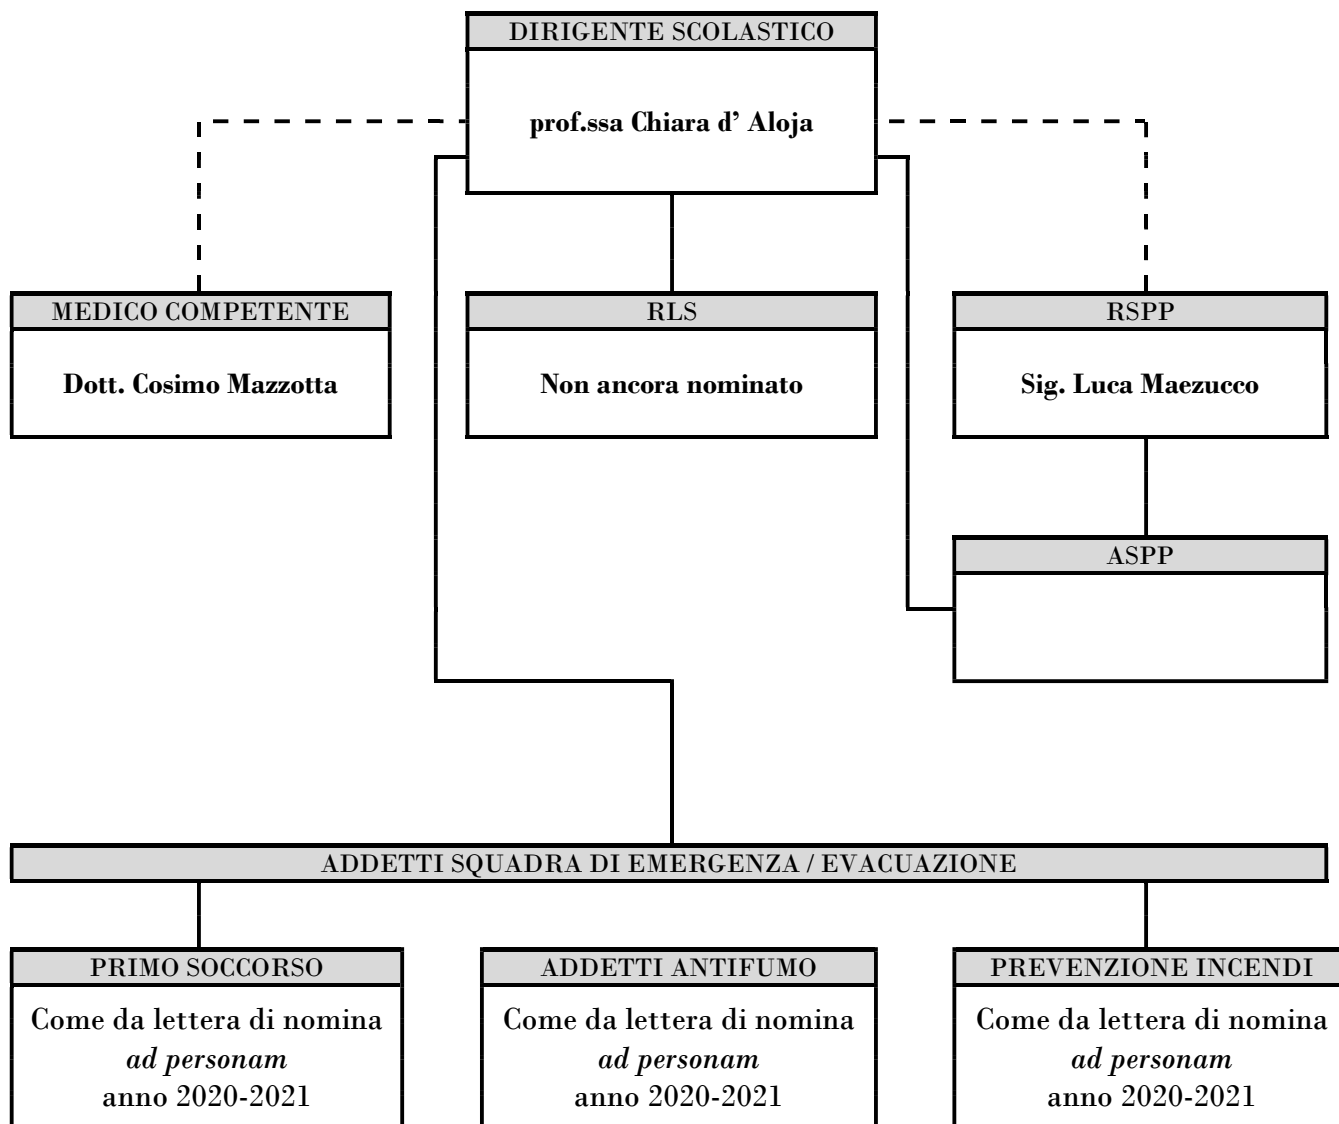 DIRIGENTE SCOLASTICO
prof.ssa Chiara d' Aloja
MEDICO COMPETENTE
Dott. Cosimo Mazzotta
RLS
Non ancora nominato
RSPP
Sig. Luca Maezucco
ASPP
ADDETTI SQUADRA DI EMERGENZA / EVACUAZIONE
PRIMO SOCCORSO
Come da lettera di nomina
ad personam
anno 2020-2021
ADDETTI ANTIFUMO
Come da lettera di nomina
ad personam
anno 2020-2021
PREVENZIONE INCENDI
Come da lettera di nomina
ad personam
anno 2020-2021